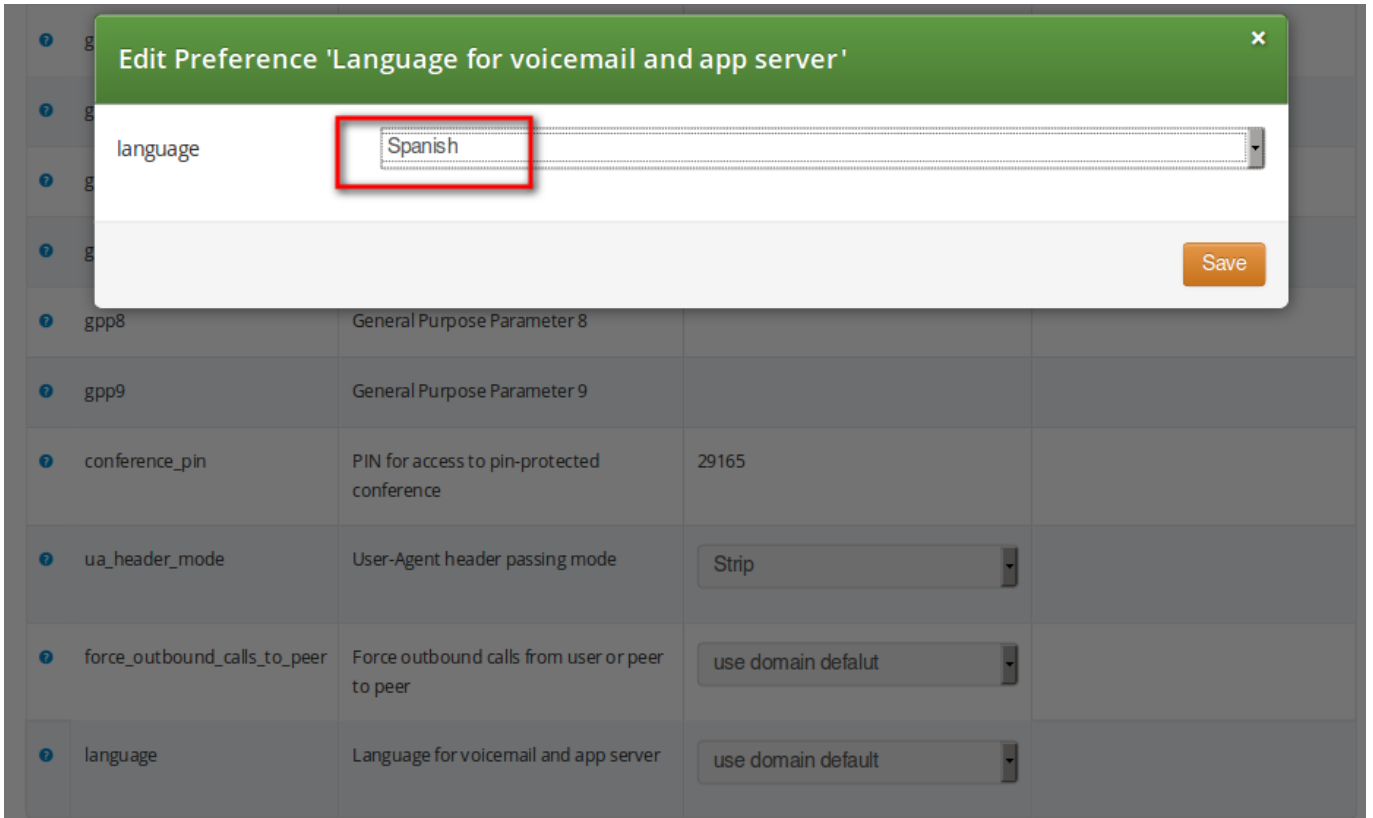 Edit Preference 'Language for voicemail and app server' ×
language Spanish
Save
gpp8 General Purpose Parameter 8
gpp9 General Purpose Parameter 9
conference_pin PIN for access to pin-protected 29165
conference
ua_header_mode User-Agent header passing mode Strip
force_outbound_calls_to_peer Force outbound calls from user or peer use domain defalut
to peer
language Language for voicemail and app server use domain default